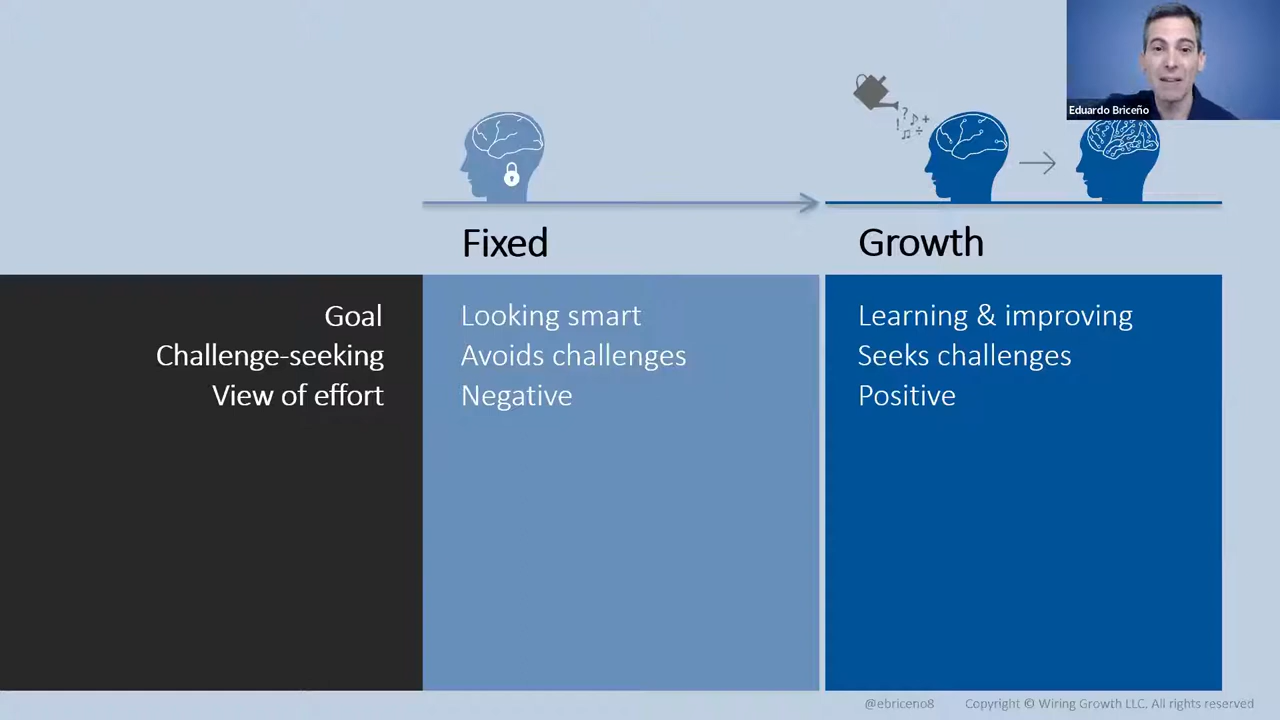 Eduardo Briceño
Fixed
Growth
Goal
Looking smart
Learning & improving
Challenge-seeking
Avoids challenges
Seeks challenges
View of effort
Negative
Positive
@ebriceno8
Copyright © Wiring Growth LLC. All rights reserved